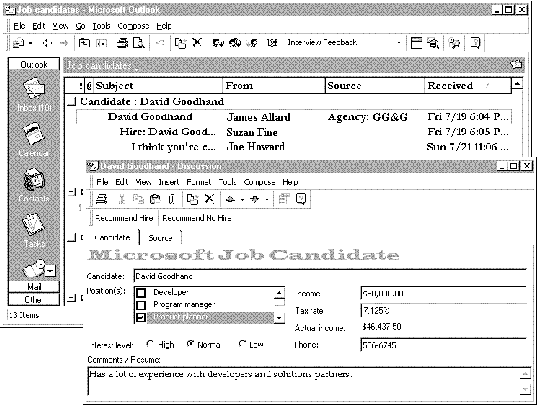 Job candidates - Microsoft Outlook
File Edit View Go Tools Compose Help
Interview Feedback
Outlook
Job candidates
! Subject From Source Received
Inbox
Candidate : David Goodhand
David Goodhand James Allard Agency: GG&G Fri 7/19 6:04 P...
Hire: David Good... Suzan Fine Fri 7/19 6:05 P...
I think you're c... Joe Howard Sun 7/21 11:06 ...
Calendar
Contacts
Tasks
Mail
Other
13 Items
David Goodhand - Discussion
File Edit View Insert Format Tools Compose Help
Recommend Hire Recommend No Hire
Candidate Source
Microsoft Job Candidate
Candidate: David Goodhand
Position(s): Developer
Program manager
Income
Tax rate 7.125%
Actual income: $46,437.50
Interest level: High Normal Low
Phone: 556-6745
Comments / Resume:
Has a lot of experience with developers and solutions partners.